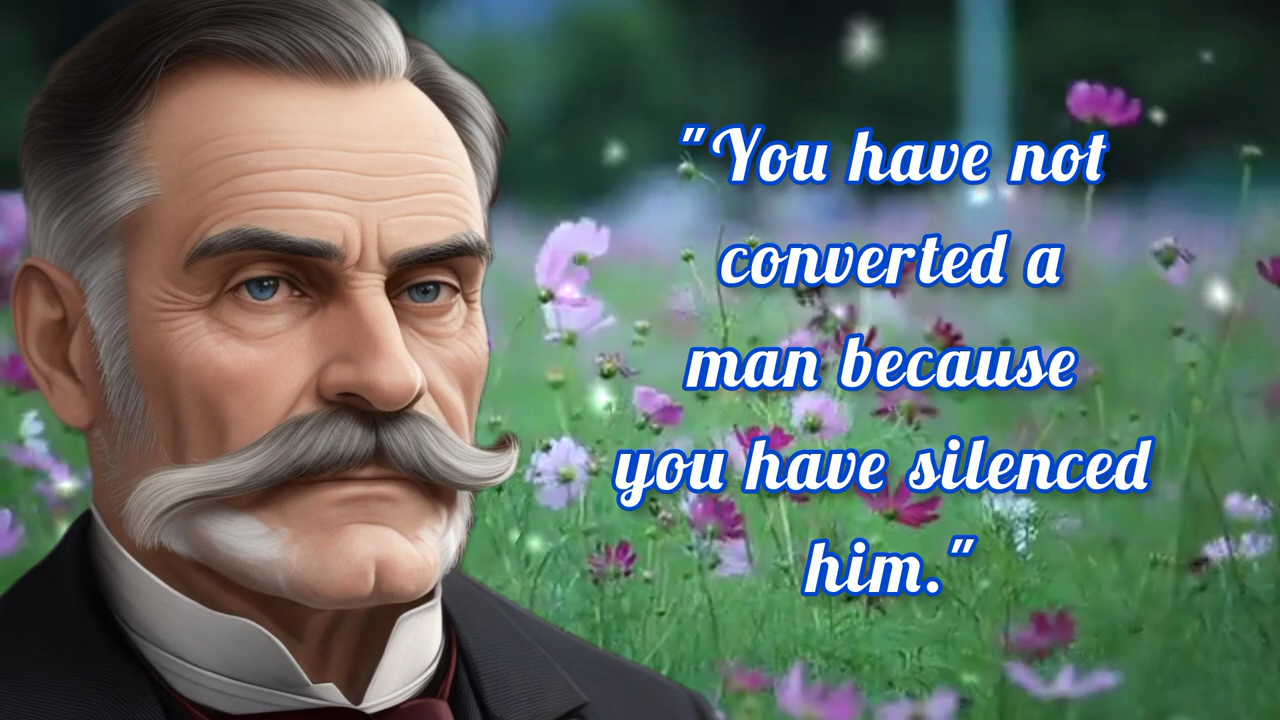 "You have not
converted a
man because
you have silenced
him."